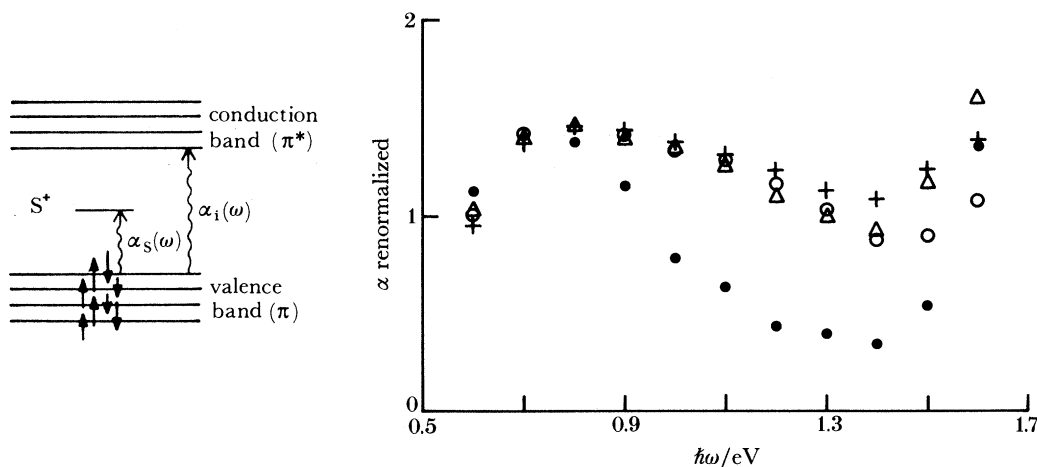 conduction
band (π*)
S⁺
αᵢ(ω)
α_S(ω)
valence
band (π)
2
1
0
α renormalized
0.5
0.9
1.3
1.7
ħω/eV